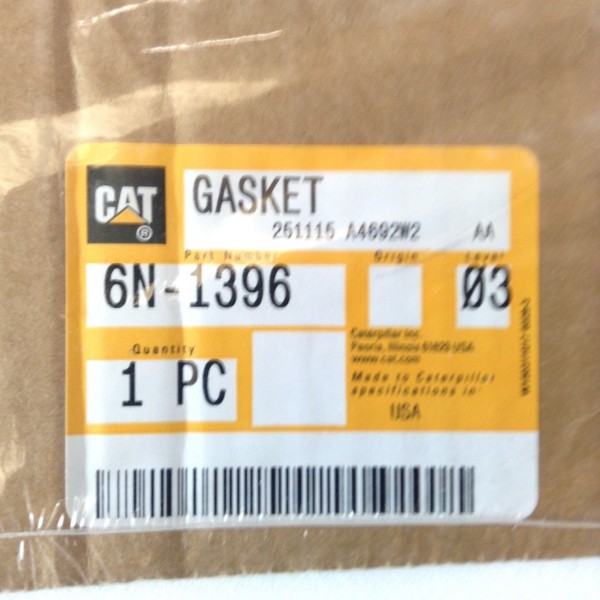 CAT®
GASKET
251115 A4692W2 AA
Part Number Origin Level
6N-1396 Ø3
Quantity
1 PC
Caterpillar Inc.
Peoria, Illinois 61629 USA
www.cat.com
Made to Caterpillar
specifications in:
USA